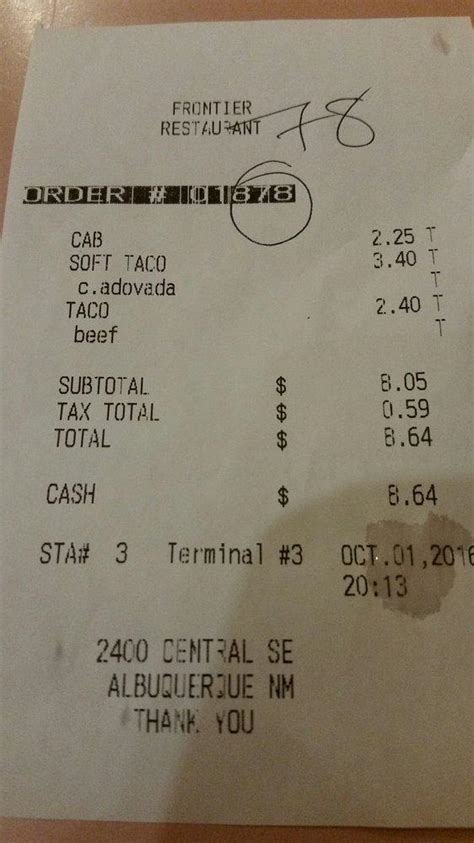 FRONTIER
RESTAURANT 78
ORDER # 01878
CAB 2.25 T
SOFT TACO 3.40 T
c.adovada T
TACO 2.40 T
beef T
SUBTOTAL $ 8.05
TAX TOTAL $ 0.59
TOTAL $ 8.64
CASH $ 8.64
STA# 3 Terminal #3 OCT.01,2016
20:13
2400 CENTRAL SE
ALBUQUERQUE NM
THANK YOU